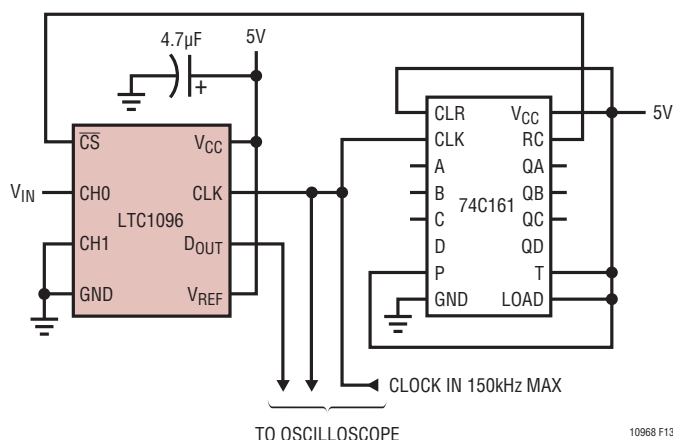 4.7µF
5V
CS
CH0
CH1
GND
LTC1096
VCC
CLK
DOUT
VREF
VIN
CLR
CLK
A
B
C
D
P
GND
74C161
VCC
RC
QA
QB
QC
QD
T
LOAD
5V
CLOCK IN 150kHz MAX
TO OSCILLOSCOPE
10968 F13